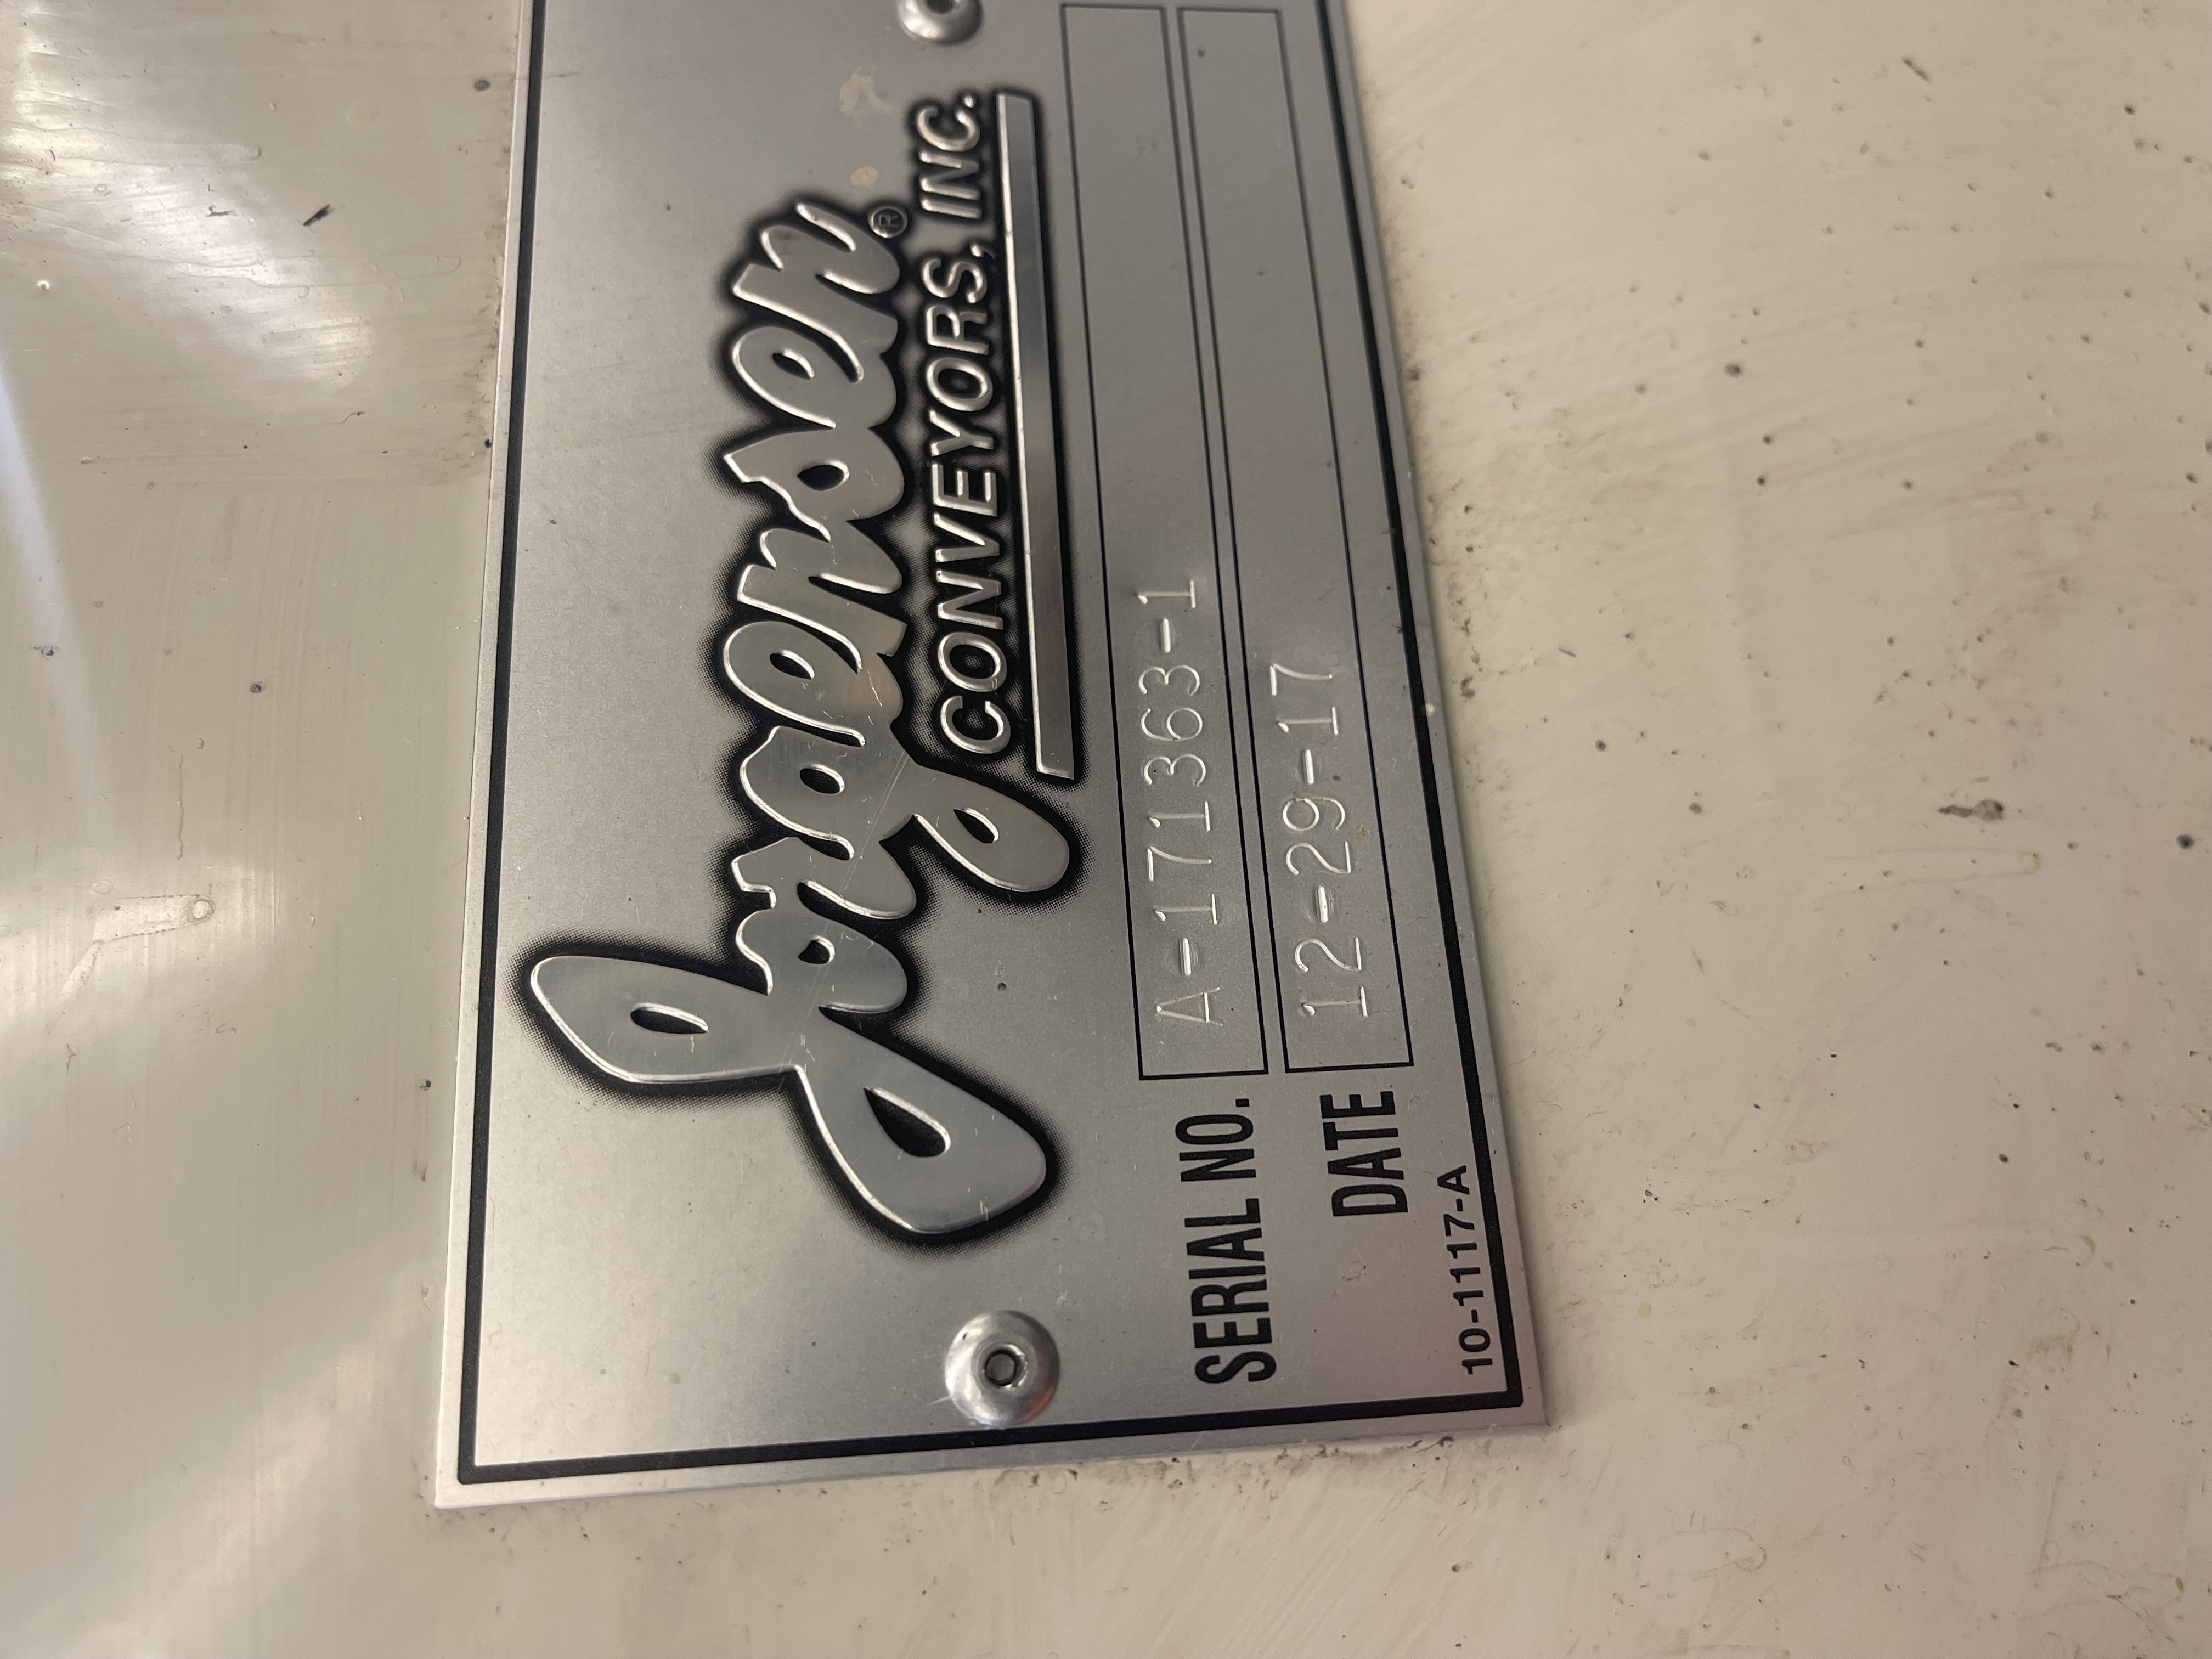 Jorgensen®
CONVEYORS, INC.
SERIAL NO. A-171363-1
DATE 12-29-17
10-1117-A